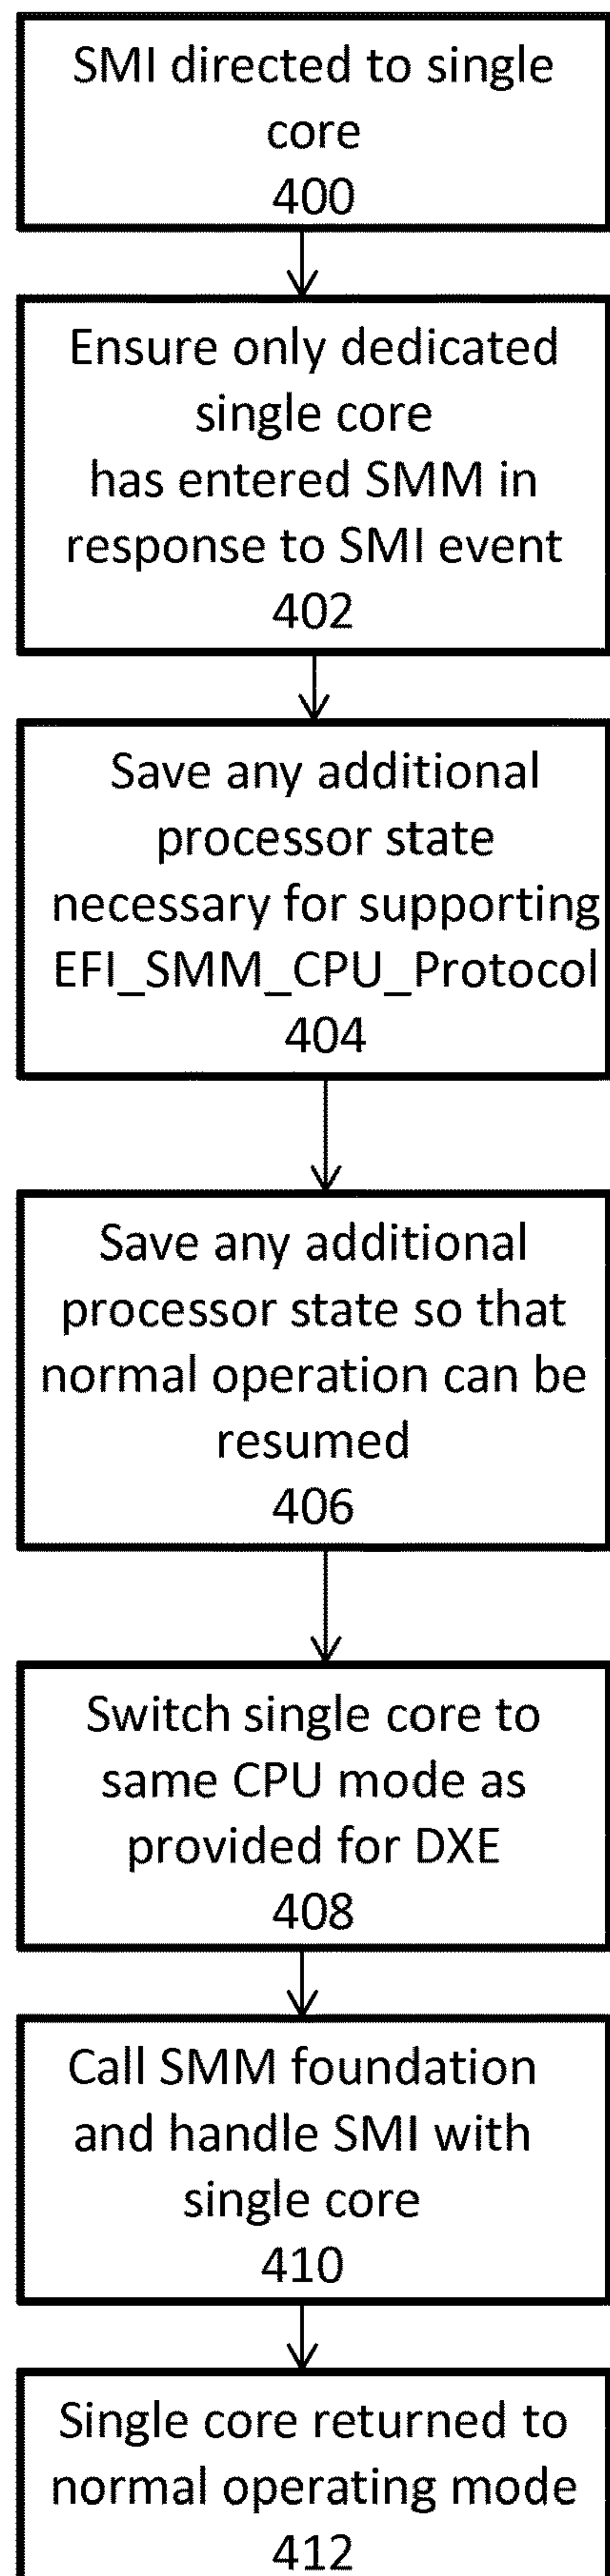 SMI directed to single
core
400
Ensure only dedicated
single core
has entered SMM in
response to SMI event
402
Save any additional
processor state
necessary for supporting
EFI_SMM_CPU_Protocol
404
Save any additional
processor state so that
normal operation can be
resumed
406
Switch single core to
same CPU mode as
provided for DXE
408
Call SMM foundation
and handle SMI with
single core
410
Single core returned to
normal operating mode
412